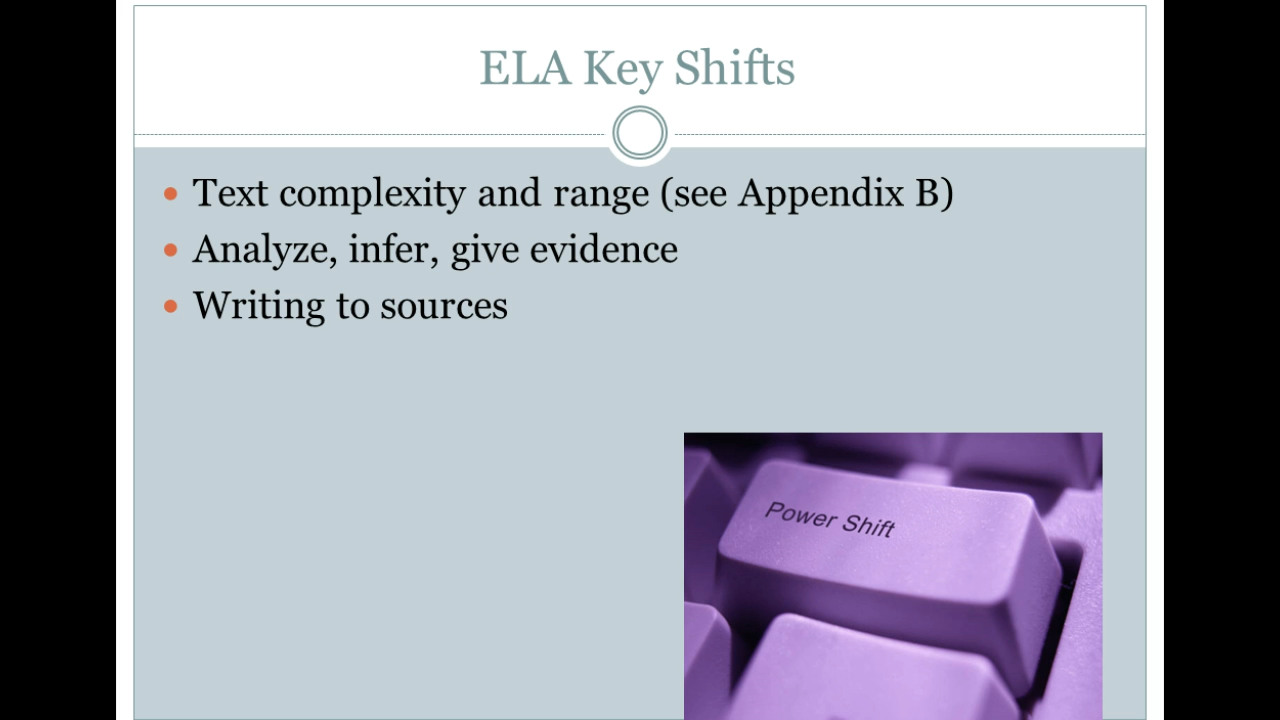 ELA Key Shifts
Text complexity and range (see Appendix B)
Analyze, infer, give evidence
Writing to sources
Power Shift